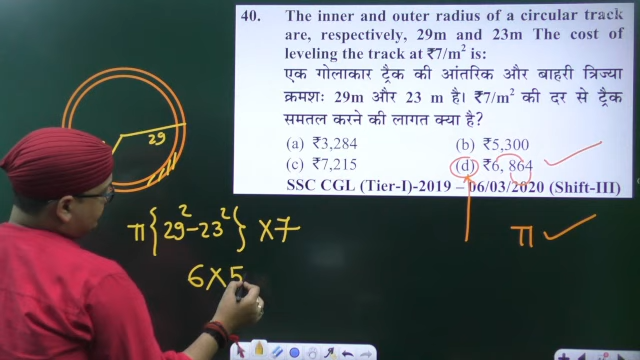 40. The inner and outer radius of a circular track
are, respectively, 29m and 23m The cost of
leveling the track at ₹7/m² is:
एक गोलाकार ट्रैक की आंतरिक और बाहरी त्रिज्या
क्रमशः 29m और 23 m है। ₹7/m² की दर से ट्रैक
समतल करने की लागत क्या है?
(a) ₹3,284 (b) ₹5,300
(c) ₹7,215 (d) ₹6, 864
SSC CGL (Tier-I)-2019 – 06/03/2020 (Shift-III)
29
π{29²-23²} ×7
π
6×5